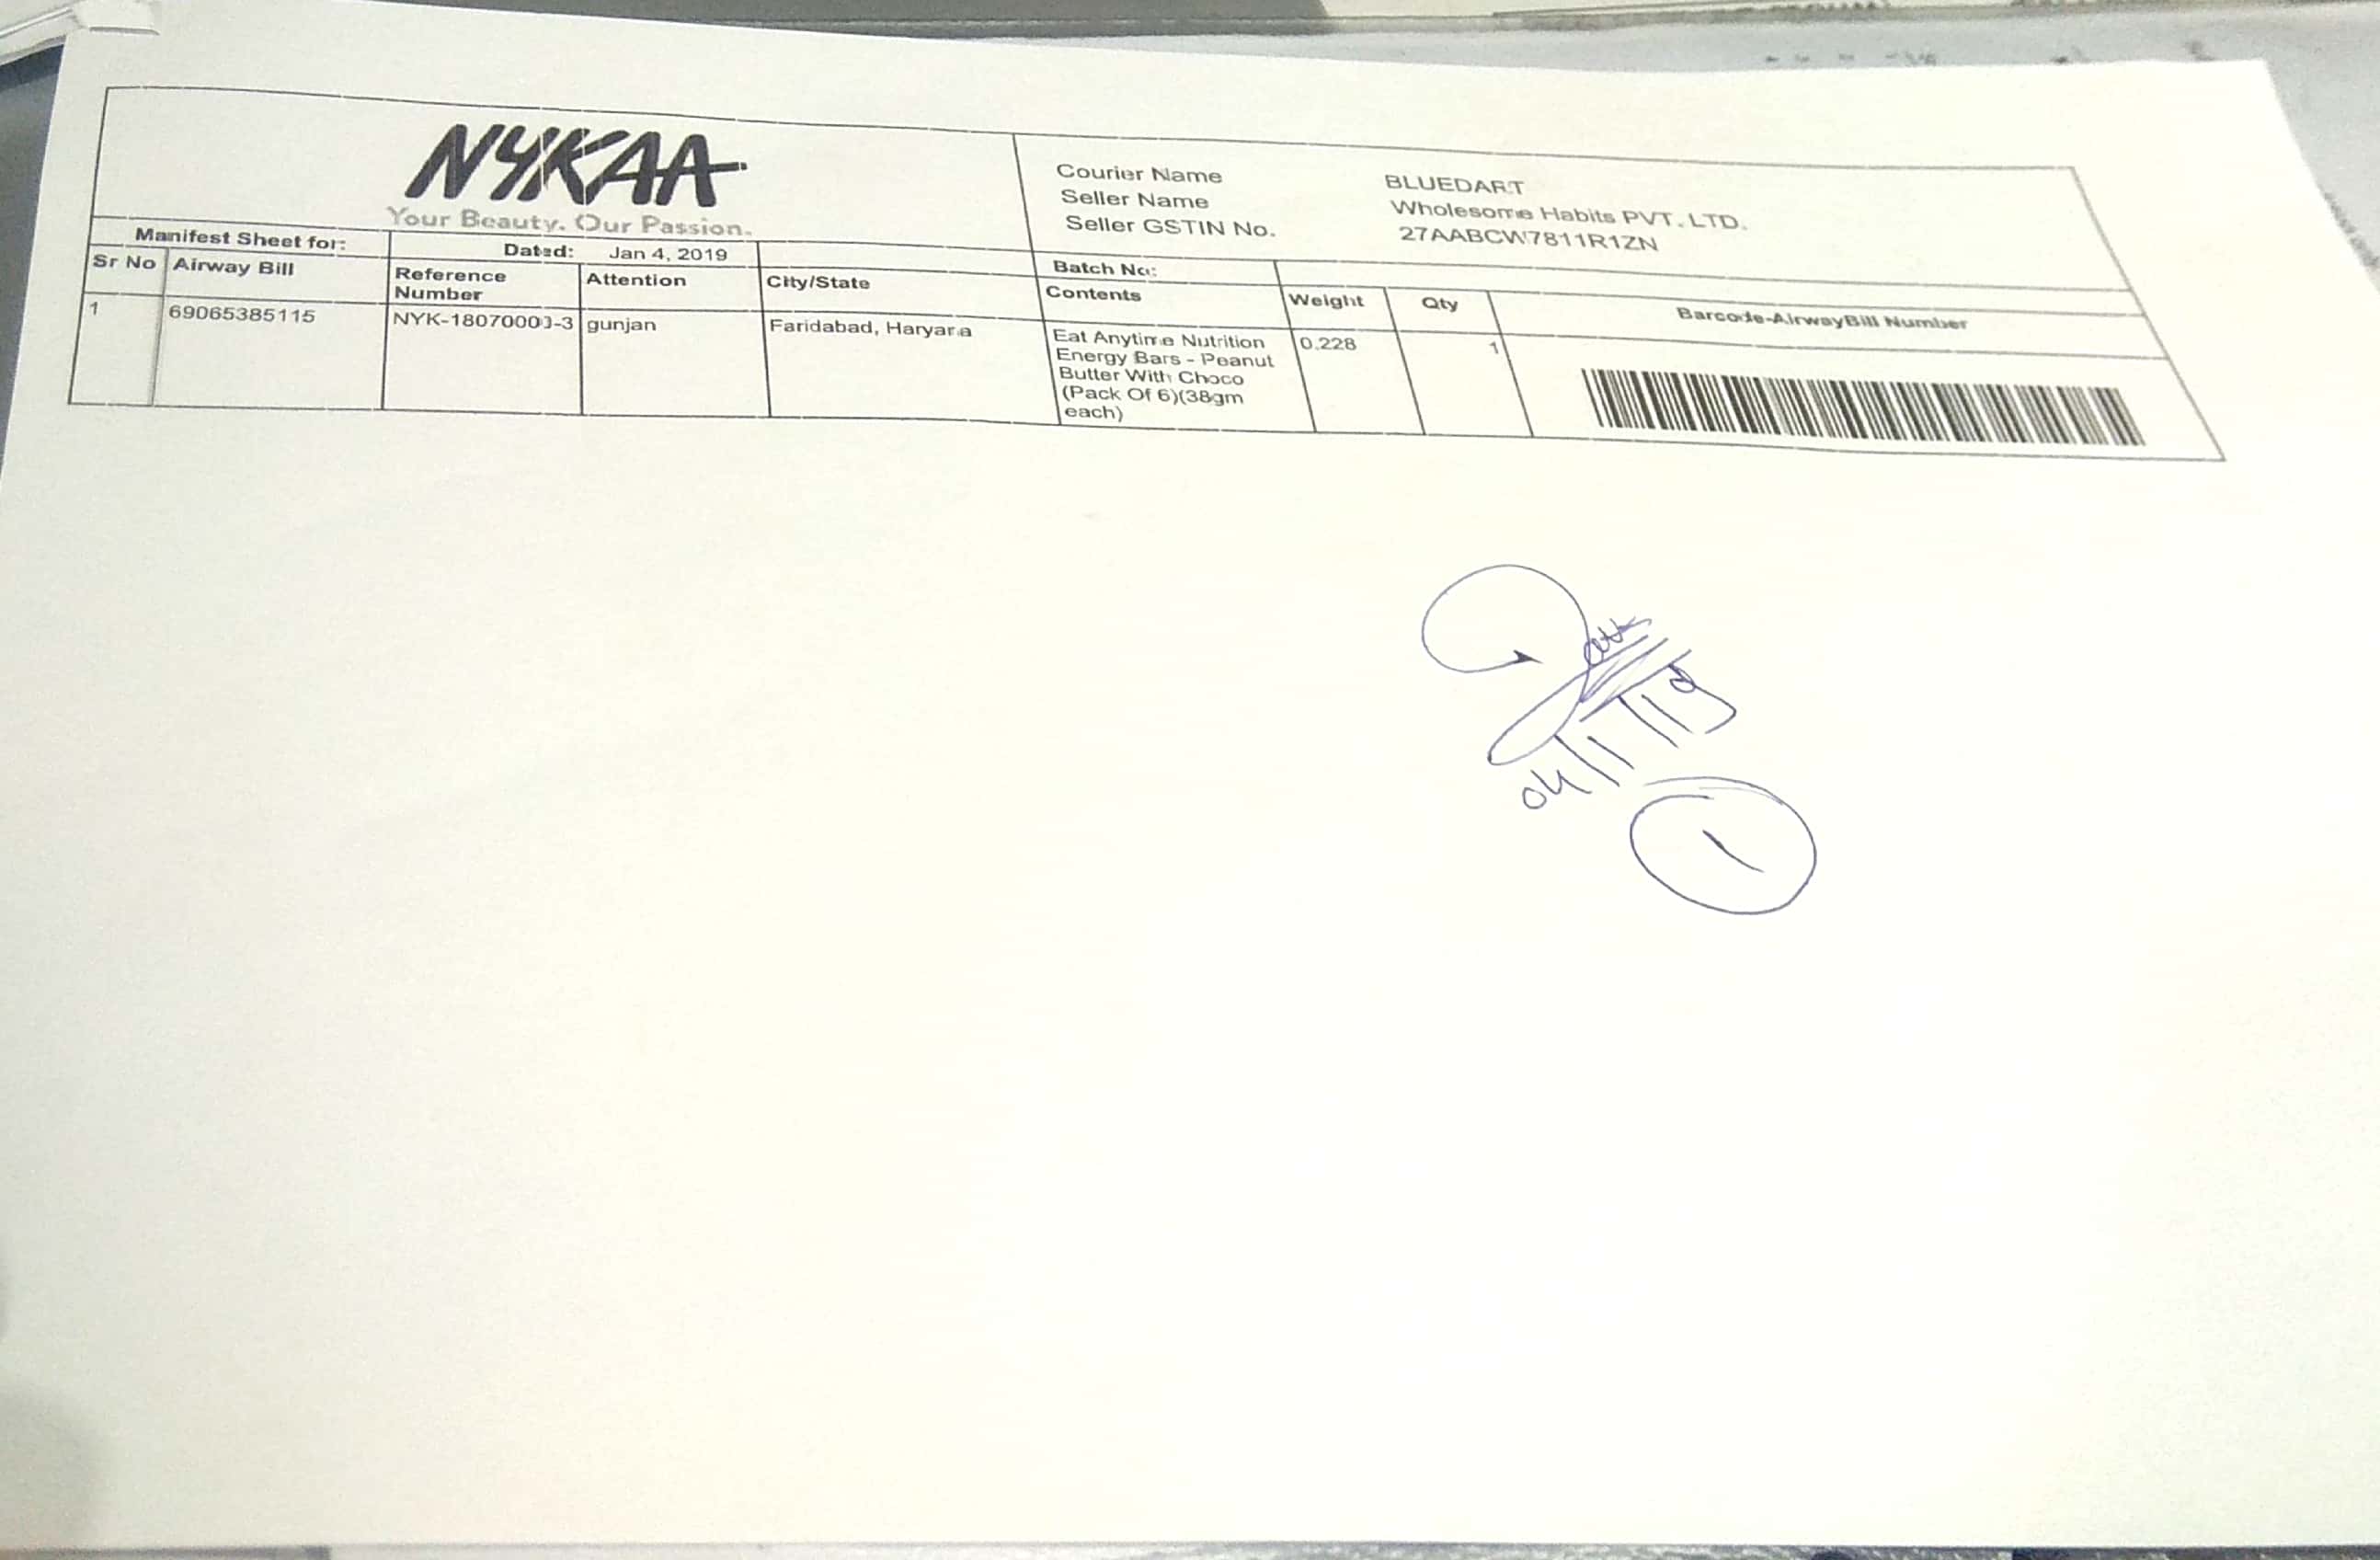 NYKAA
Your Beauty. Our Passion.
Courier Name BLUEDART
Seller Name Wholesome Habits PVT. LTD.
Seller GSTIN No. 27AABCW7811R1ZN
Manifest Sheet for: Dated: Jan 4, 2019 Batch No:
Sr No Airway Bill Reference Number Attention City/State Contents Weight Qty Barcode-AirwayBill Number
1 69065385115 NYK-18070000-3 gunjan Faridabad, Haryana Eat Anytime Nutrition 0.228 1
Energy Bars - Peanut
Butter With Choco
(Pack Of 6)(38gm
each)
04/1/19
1